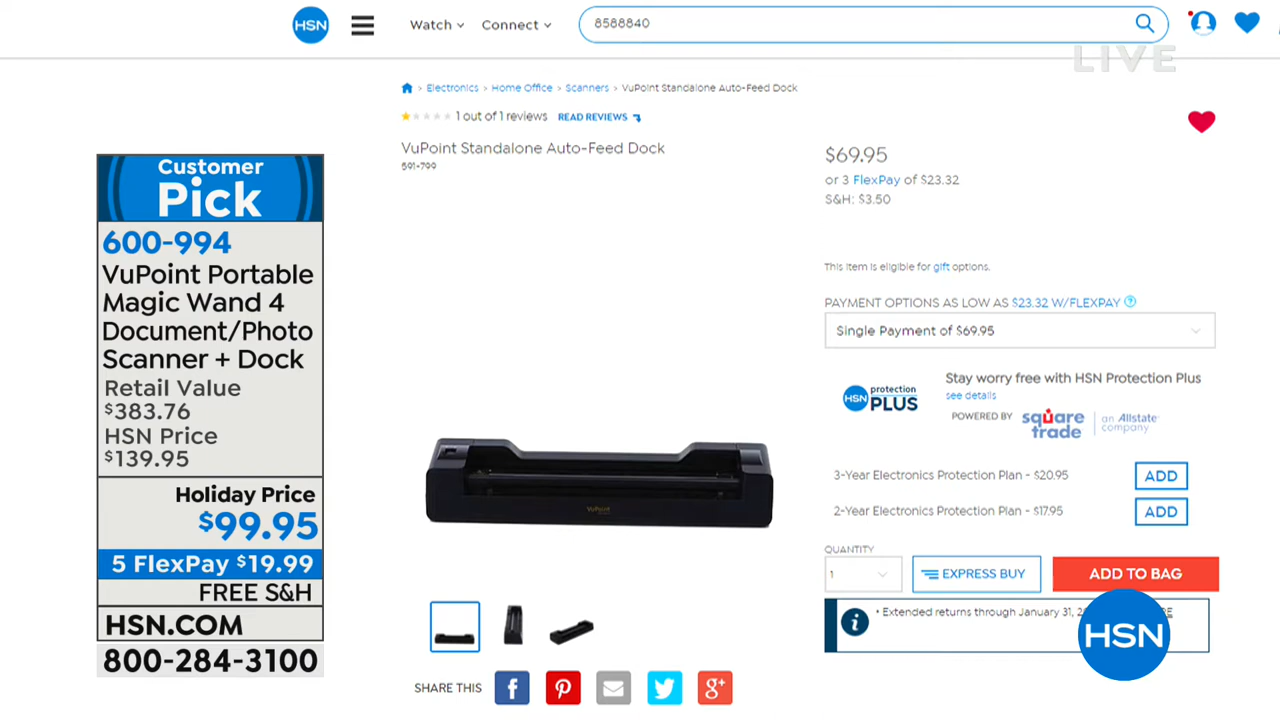 HSN
Watch
Connect
8588840
LIVE
Electronics > Home Office > Scanners > VuPoint Standalone Auto-Feed Dock
1 out of 1 reviews READ REVIEWS
VuPoint Standalone Auto-Feed Dock
591-799
$69.95
or 3 FlexPay of $23.32
S&H: $3.50
This item is eligible for gift options.
PAYMENT OPTIONS AS LOW AS $23.32 W/FLEXPAY ?
Single Payment of $69.95
HSN protection PLUS
Stay worry free with HSN Protection Plus
see details
POWERED BY square trade an Allstate company
3-Year Electronics Protection Plan - $20.95 ADD
2-Year Electronics Protection Plan - $17.95 ADD
QUANTITY
1
EXPRESS BUY
ADD TO BAG
• Extended returns through January 31,
HSN
VuPoint
SHARE THIS
Customer
Pick
600-994
VuPoint Portable
Magic Wand 4
Document/Photo
Scanner + Dock
Retail Value
$383.76
HSN Price
$139.95
Holiday Price
$99.95
5 FlexPay $19.99
FREE S&H
HSN.COM
800-284-3100